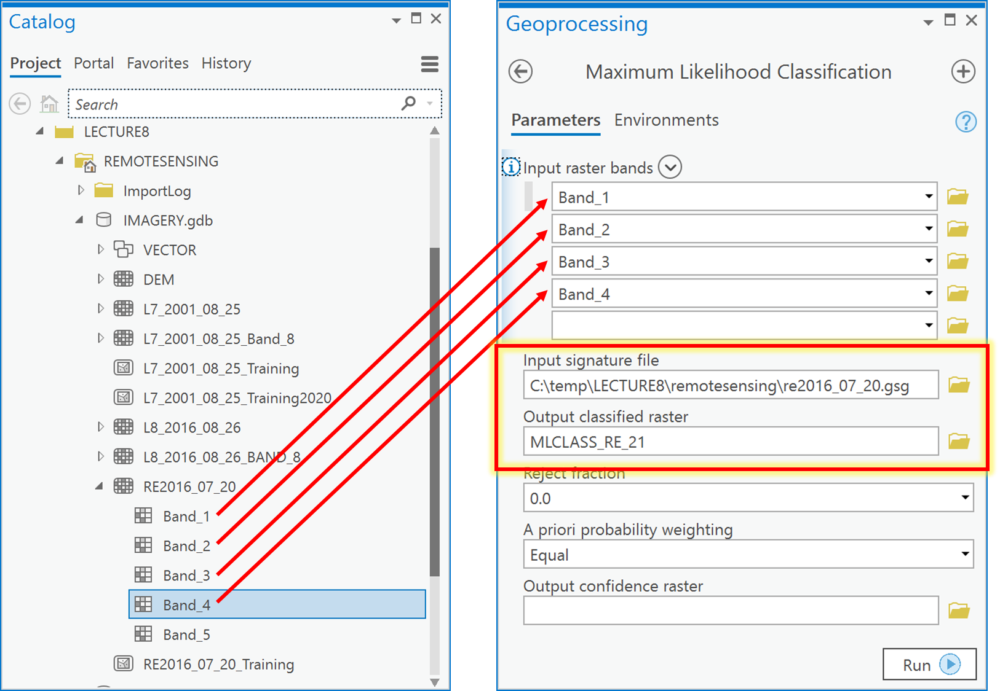 Catalog
Project Portal Favorites History
Search
LECTURE8
REMOTESENSING
ImportLog
IMAGERY.gdb
VECTOR
DEM
L7_2001_08_25
L7_2001_08_25_Band_8
L7_2001_08_25_Training
L7_2001_08_25_Training2020
L8_2016_08_26
L8_2016_08_26_BAND_8
RE2016_07_20
Band_1
Band_2
Band_3
Band_4
Band_5
RE2016_07_20_Training
Geoprocessing
Maximum Likelihood Classification
Parameters Environments
Input raster bands
Band_1
Band_2
Band_3
Band_4
Input signature file
C:\temp\LECTURE8\remotesensing\re2016_07_20.gsg
Output classified raster
MLCLASS_RE_21
Reject fraction
0.0
A priori probability weighting
Equal
Output confidence raster
Run